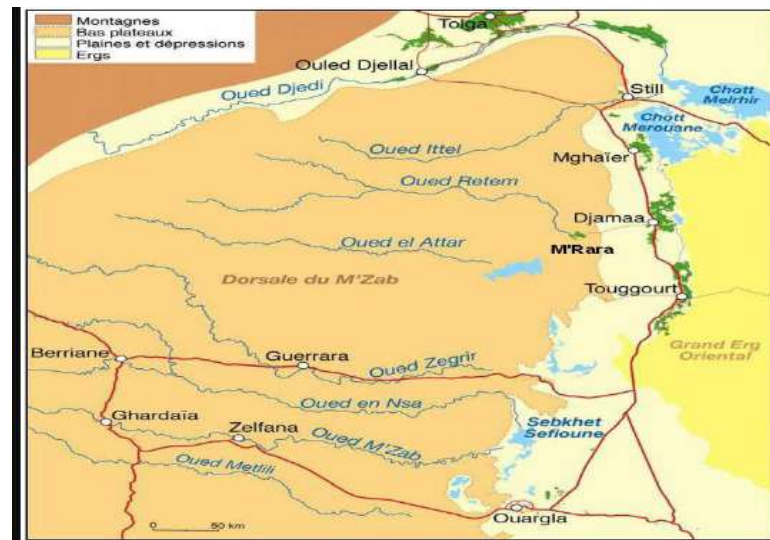 Montagnes
Bas plateaux
Plaines et dépressions
Ergs
Tolga
Ouled Djellal
Oued Djedi
Still
Chott
Melrhir
Chott
Merouane
Oued Ittel
Mghaïer
Oued Retem
Djamaa
Oued el Attar
M'Rara
Dorsale du M'Zab
Touggourt
Grand Erg
Oriental
Berriane
Guerrara
Oued Zegrir
Oued en Nsa
Ghardaïa
Zelfana
Oued M'Zab
Sebkhet
Sefioune
Oued Metlili
Ouargla
0 50 km